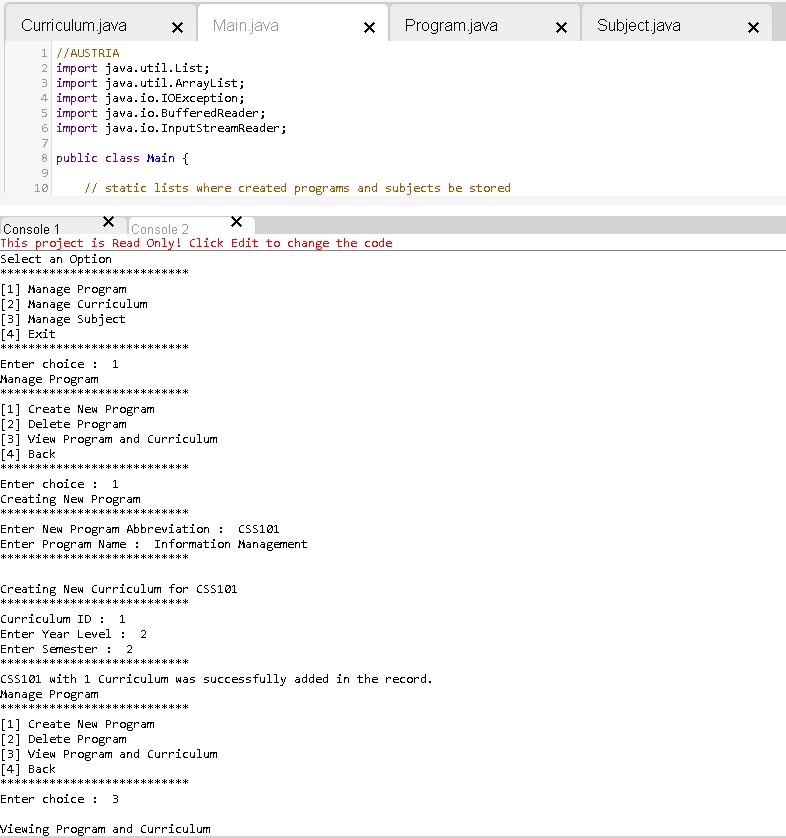 Curriculum.java × Main.java × Program.java × Subject.java ×
1 //AUSTRIA
2 import java.util.List;
3 import java.util.ArrayList;
4 import java.io.IOException;
5 import java.io.BufferedReader;
6 import java.io.InputStreamReader;
7
8 public class Main {
9
10 // static lists where created programs and subjects be stored
Console 1 × Console 2 ×
This project is Read Only! Click Edit to change the code
Select an Option
***************************
[1] Manage Program
[2] Manage Curriculum
[3] Manage Subject
[4] Exit
***************************
Enter choice : 1
Manage Program
***************************
[1] Create New Program
[2] Delete Program
[3] View Program and Curriculum
[4] Back
***************************
Enter choice : 1
Creating New Program
***************************
Enter New Program Abbreviation : CSS101
Enter Program Name : Information Management
***************************
Creating New Curriculum for CSS101
***************************
Curriculum ID : 1
Enter Year Level : 2
Enter Semester : 2
***************************
CSS101 with 1 Curriculum was successfully added in the record.
Manage Program
***************************
[1] Create New Program
[2] Delete Program
[3] View Program and Curriculum
[4] Back
***************************
Enter choice : 3
Viewing Program and Curriculum